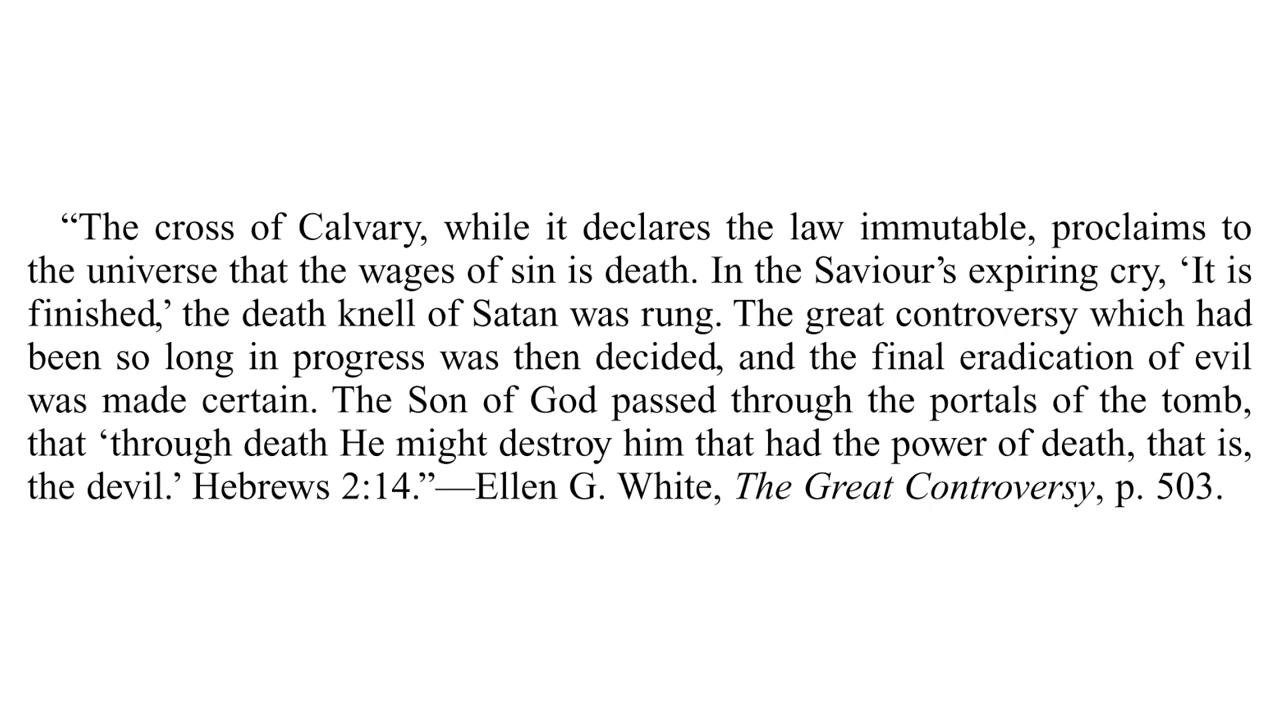 “The cross of Calvary, while it declares the law immutable, proclaims to
the universe that the wages of sin is death. In the Saviour’s expiring cry, ‘It is
finished,’ the death knell of Satan was rung. The great controversy which had
been so long in progress was then decided, and the final eradication of evil
was made certain. The Son of God passed through the portals of the tomb,
that ‘through death He might destroy him that had the power of death, that is,
the devil.’ Hebrews 2:14.”—Ellen G. White, The Great Controversy, p. 503.